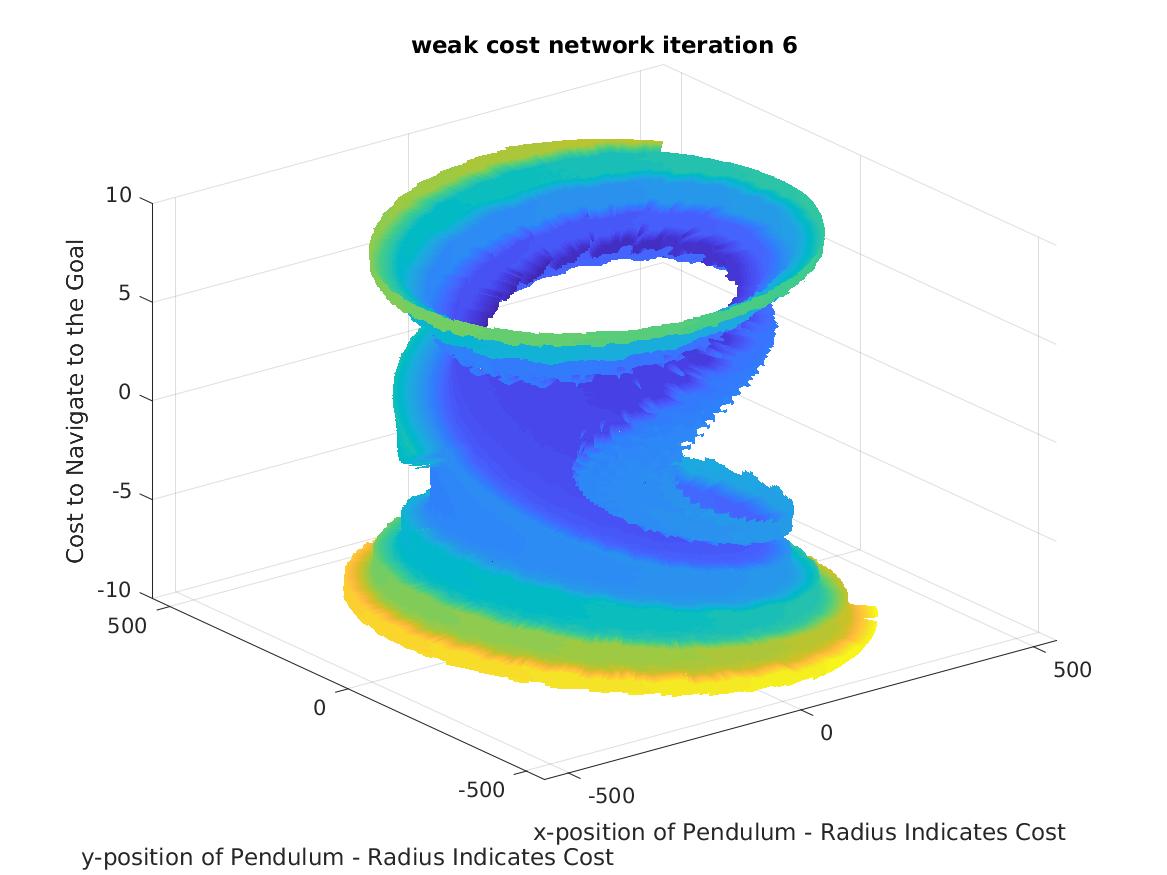 weak cost network iteration 6
Cost to Navigate to the Goal
10
5
0
-5
-10
500
0
-500
-500
0
500
x-position of Pendulum - Radius Indicates Cost
y-position of Pendulum - Radius Indicates Cost